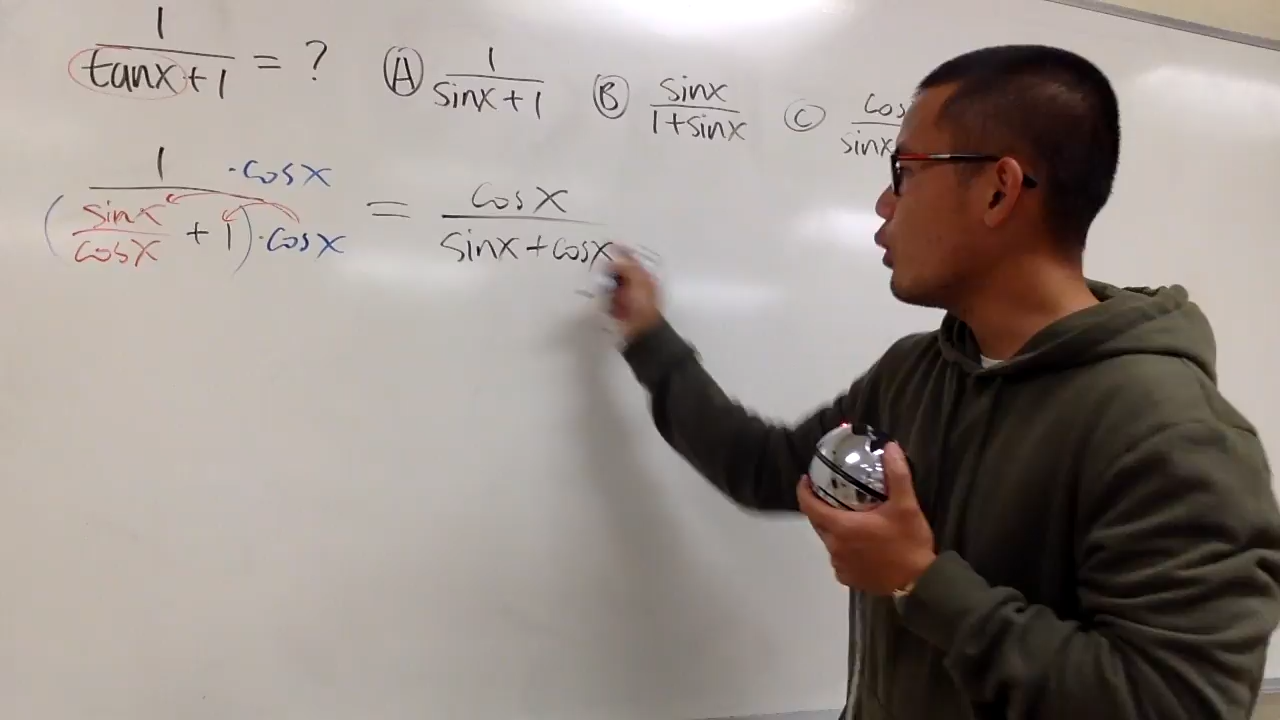 1/(tanx+1) = ? Ⓐ 1/(sinx+1) Ⓑ sinx/(1+sinx) Ⓒ cos/sinx
1·cosx/((sinx/cosx + 1)·cosx) = cosx/(sinx+cosx)